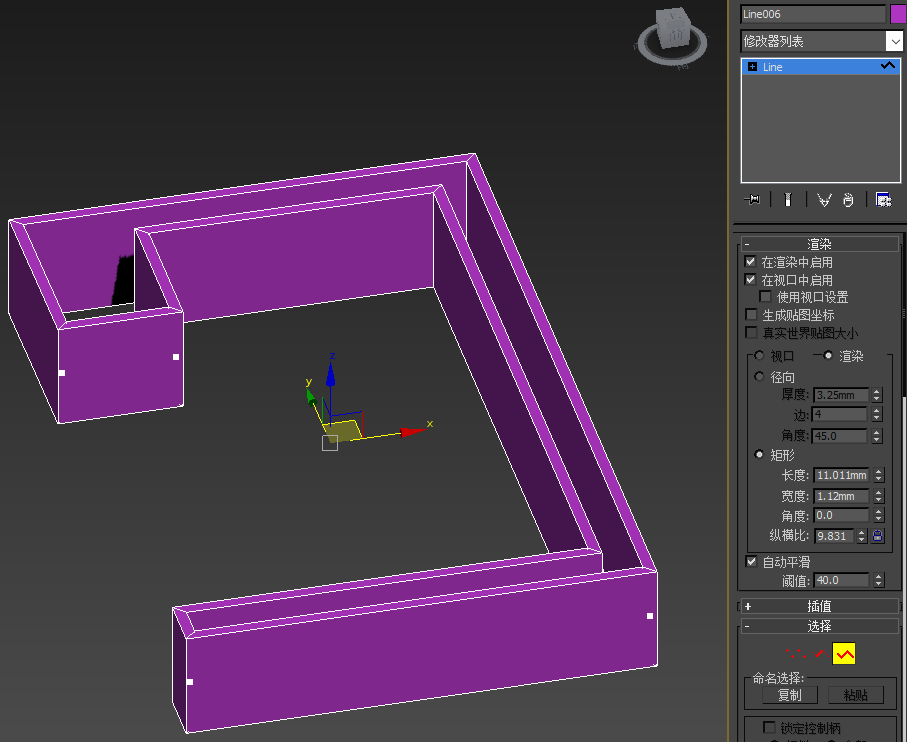 Line006
修改器列表
Line
z
y
x
- 渲染
在渲染中启用
在视口中启用
使用视口设置
生成贴图坐标
真实世界贴图大小
视口 渲染
径向
厚度: 3.25mm
边: 4
角度: 45.0
矩形
长度: 11.011mm
宽度: 1.12mm
角度: 0.0
纵横比: 9.831
自动平滑
阈值: 40.0
+ 插值
- 选择
命名选择:
复制 粘贴
锁定控制柄